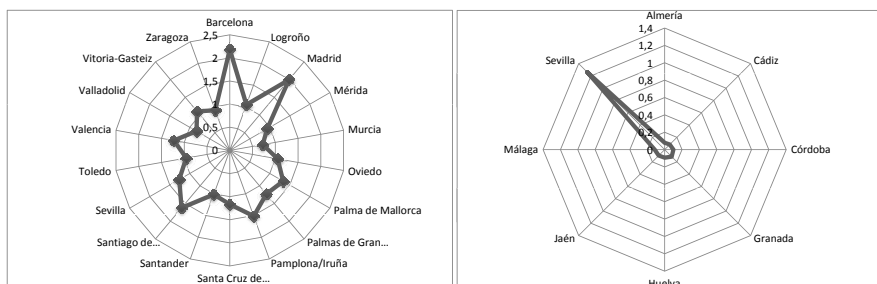 Barcelona
Logroño
Madrid
Mérida
Murcia
Oviedo
Palma de Mallorca
Palmas de Gran...
Pamplona/Iruña
Santa Cruz de...
Santander
Santiago de...
Sevilla
Toledo
Valencia
Valladolid
Vitoria-Gasteiz
Zaragoza
2,5
2
1,5
1
0,5
0
Almería
Cádiz
Córdoba
Granada
Huelva
Jaén
Málaga
Sevilla
1,4
1,2
1
0,8
0,6
0,4
0,2
0